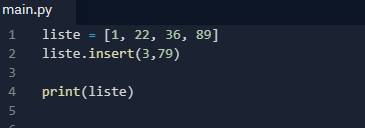 main.py
1 liste = [1, 22, 36, 89]
2 liste.insert(3,79)
3
4 print(liste)
5